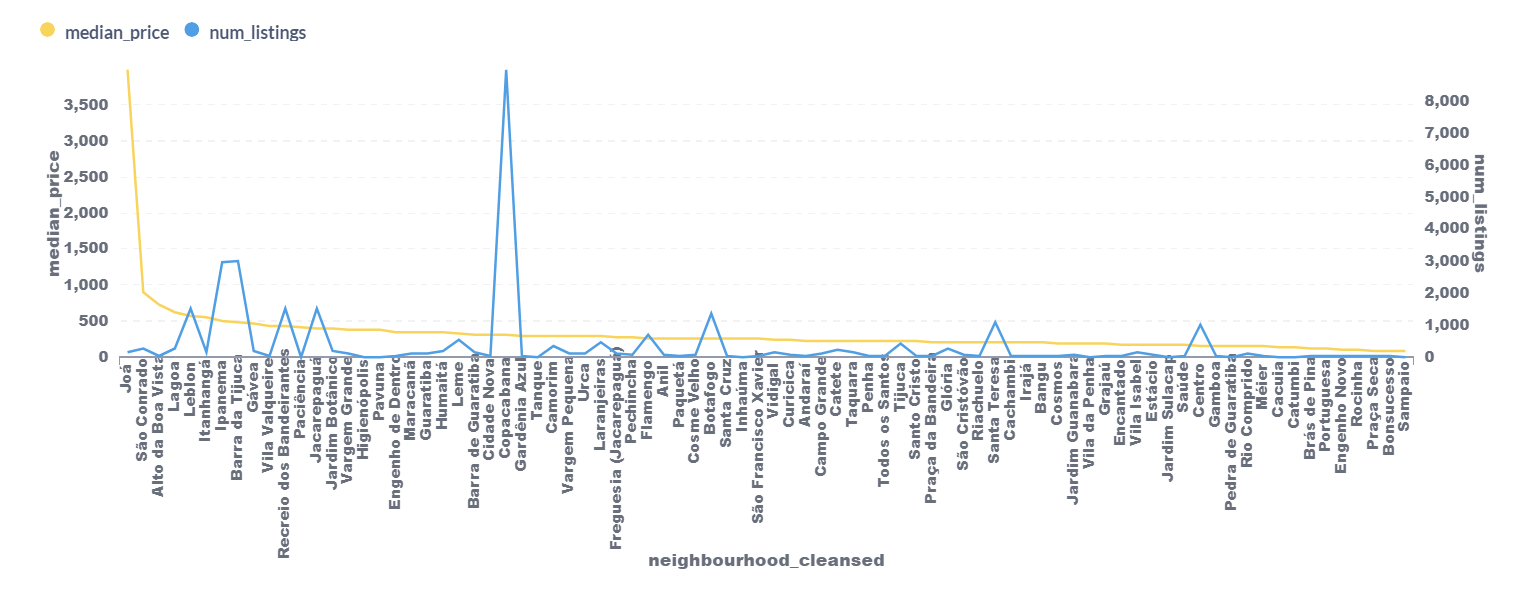 median_price num_listings
3,500
3,000
2,500
2,000
1,500
1,000
500
0
median_price
8,000
7,000
6,000
5,000
4,000
3,000
2,000
1,000
0
num_listings
Joá
São Conrado
Alto da Boa Vista
Lagoa
Leblon
Itanhangá
Ipanema
Barra da Tijuca
Gávea
Vila Valqueire
Recreio dos Bandeirantes
Paciência
Jacarepaguá
Jardim Botânico
Vargem Grande
Higienópolis
Pavuna
Engenho de Dentro
Maracanã
Guaratiba
Humaitá
Leme
Barra de Guaratiba
Cidade Nova
Copacabana
Gardênia Azul
Tanque
Camorim
Vargem Pequena
Urca
Laranjeiras
Freguesia (Jacarepaguá)
Pechincha
Flamengo
Anil
Paquetá
Cosme Velho
Botafogo
Santa Cruz
Inhaúma
São Francisco Xavier
Vidigal
Curicica
Andaraí
Campo Grande
Catete
Taquara
Penha
Todos os Santos
Tijuca
Santo Cristo
Praça da Bandeira
Glória
São Cristóvão
Riachuelo
Santa Teresa
Cachambi
Irajá
Bangu
Cosmos
Jardim Guanabara
Vila da Penha
Grajaú
Encantado
Vila Isabel
Estácio
Jardim Sulacap
Saúde
Centro
Gamboa
Pedra de Guaratiba
Rio Comprido
Méier
Cacuia
Catumbi
Brás de Pina
Portuguesa
Engenho Novo
Rocinha
Praça Seca
Bonsucesso
Sampaio
neighbourhood_cleansed